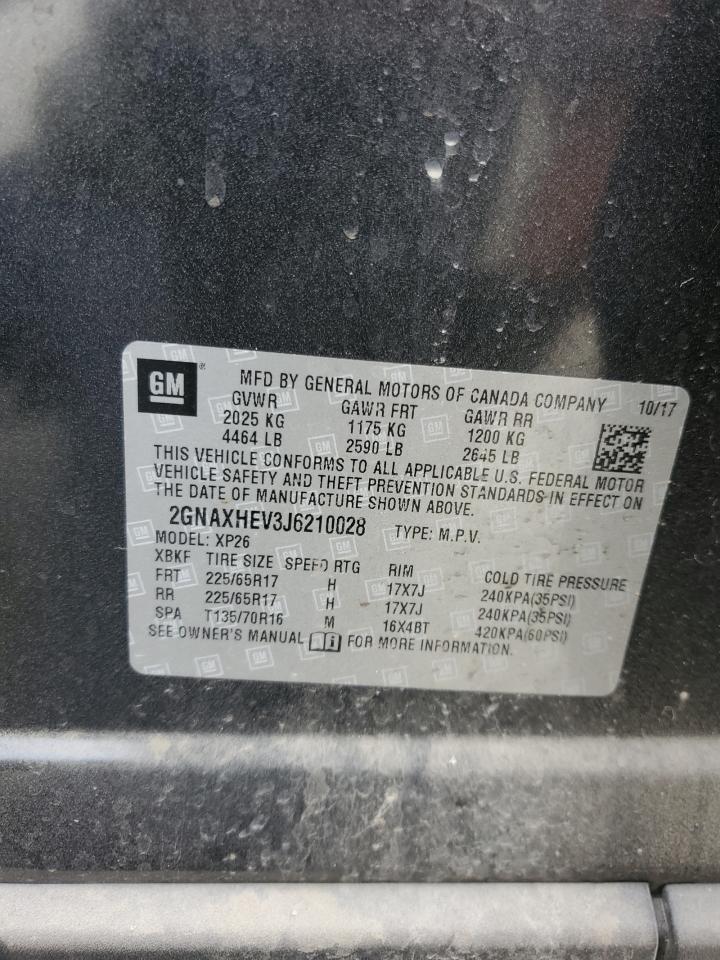 GM®
MFD BY GENERAL MOTORS OF CANADA COMPANY 10/17
GVWR GAWR FRT GAWR RR
2025 KG 1175 KG 1200 KG
4464 LB 2590 LB 2645 LB
THIS VEHICLE CONFORMS TO ALL APPLICABLE U.S. FEDERAL MOTOR
VEHICLE SAFETY AND THEFT PREVENTION STANDARDS IN EFFECT ON
THE DATE OF MANUFACTURE SHOWN ABOVE.
2GNAXHEV3J6210028 TYPE: M.P.V.
MODEL: XP26
XBKF TIRE SIZE SPEED RTG RIM COLD TIRE PRESSURE
FRT 225/65R17 H 17X7J 240KPA(35PSI)
RR 225/65R17 H 17X7J 240KPA(35PSI)
SPA T135/70R16 M 16X4BT 420KPA(60PSI)
SEE OWNER'S MANUAL FOR MORE INFORMATION.